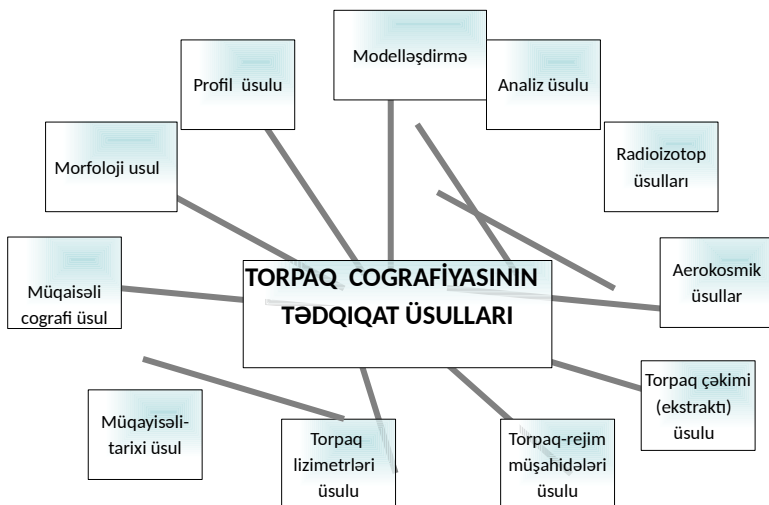 Modelləşdirmə
Profil üsulu
Analiz üsulu
Morfoloji usul
Radioizotop
üsulları
Müqaisəli
cografi üsul
TORPAQ COGRAFİYASININ
TƏDQIQAT ÜSULLARI
Aerokosmik
üsullar
Müqayisəli-
tarixi üsul
Torpaq
lizimetrləri
üsulu
Torpaq-rejim
müşahidələri
üsulu
Torpaq çəkimi
(ekstraktı)
üsulu